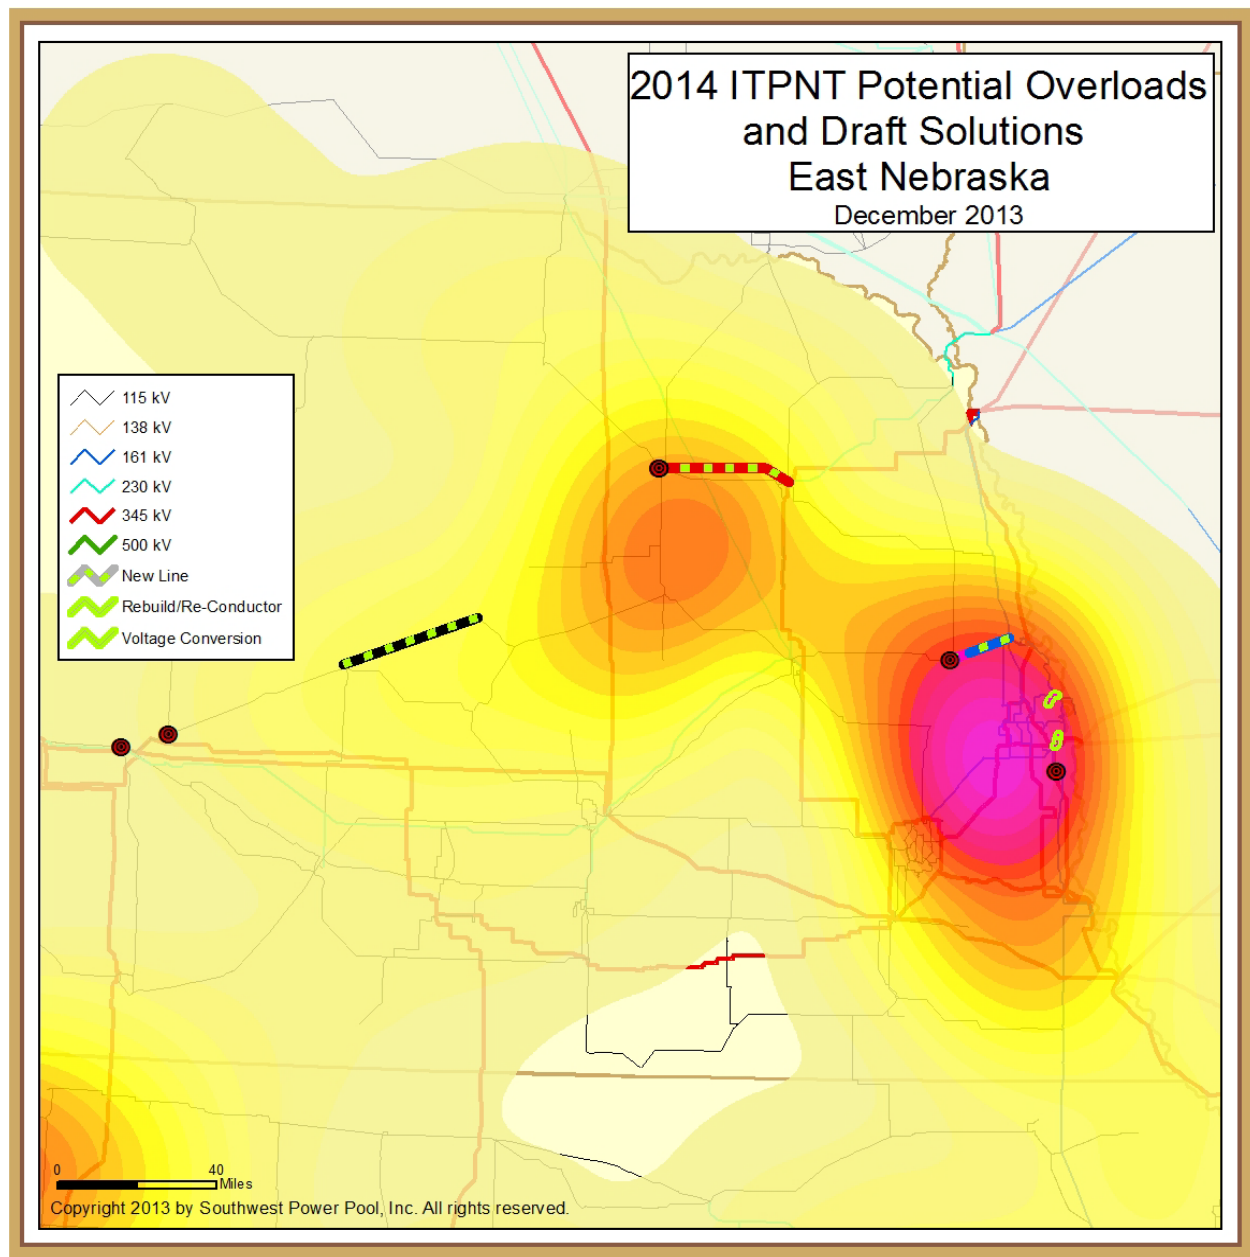 2014 ITPNT Potential Overloads
and Draft Solutions
East Nebraska
December 2013
115 kV
138 kV
161 kV
230 kV
345 kV
500 kV
New Line
Rebuild/Re-Conductor
Voltage Conversion
0 40
Miles
Copyright 2013 by Southwest Power Pool, Inc. All rights reserved.